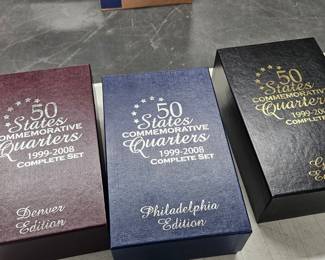 50
States
COMMEMORATIVE
Quarters
1999-2008
COMPLETE SET
Denver
Edition
50
States
COMMEMORATIVE
Quarters
1999-2008
COMPLETE SET
Philadelphia
Edition
50
States
COMMEMORATIVE
Quarters
1999-2008
COMPLETE